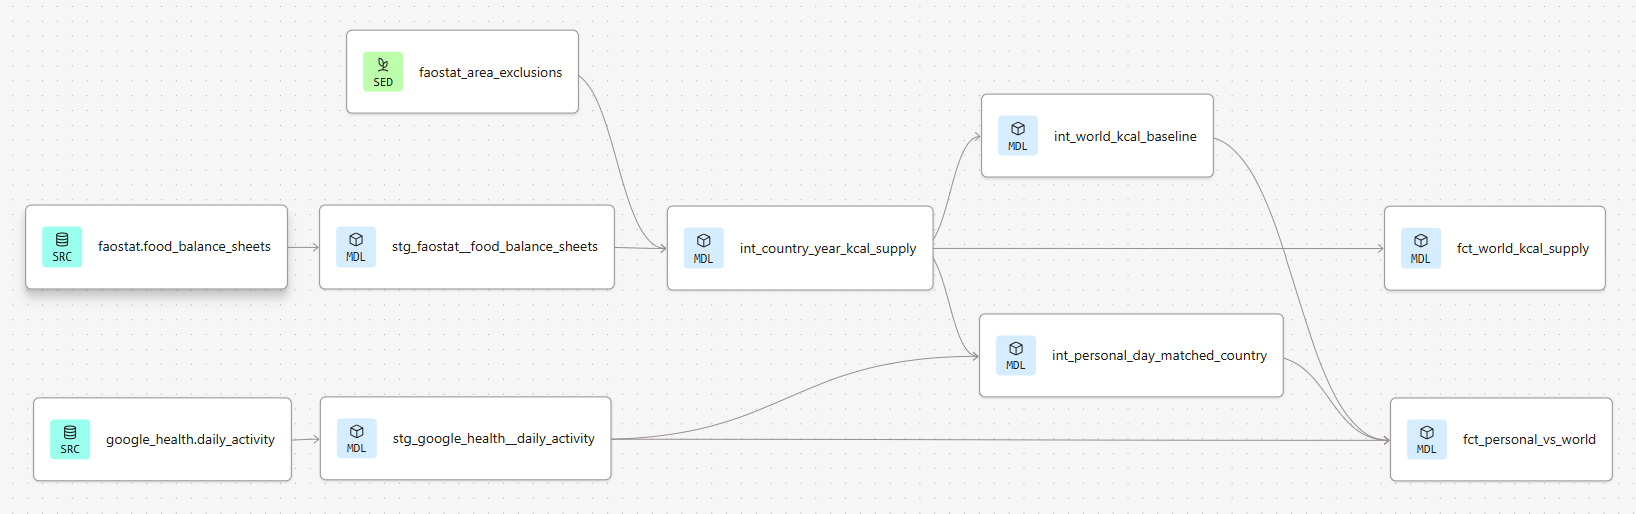 SED
faostat_area_exclusions
MDL
int_world_kcal_baseline
SRC
faostat.food_balance_sheets
MDL
stg_faostat__food_balance_sheets
MDL
int_country_year_kcal_supply
MDL
fct_world_kcal_supply
MDL
int_personal_day_matched_country
SRC
google_health.daily_activity
MDL
stg_google_health__daily_activity
MDL
fct_personal_vs_world